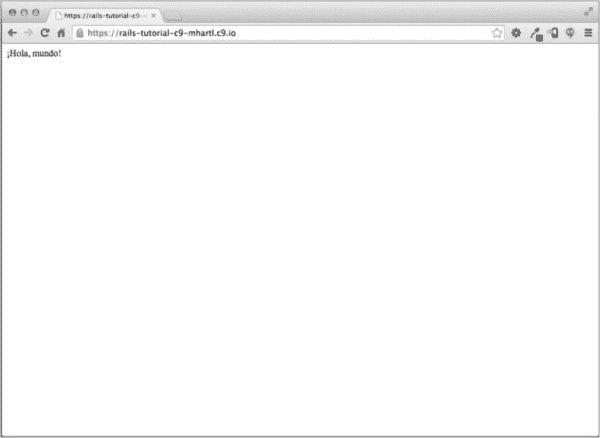 https://rails-tutorial-c9-
https://rails-tutorial-c9-mhartl.c9.io
¡Hola, mundo!